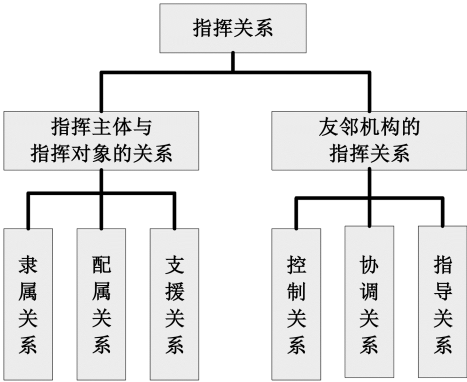 指挥关系
指挥主体与
指挥对象的关系
友邻机构的
指挥关系
隶属关系
配属关系
支援关系
控制关系
协调关系
指导关系